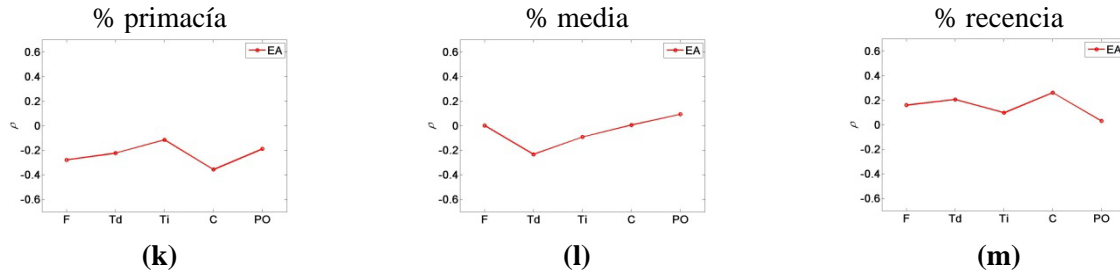 % primacía
EA
0.6
0.4
0.2
0
-0.2
-0.4
-0.6
ρ
F Td Ti C PO
(k)
% media
EA
0.6
0.4
0.2
0
-0.2
-0.4
-0.6
ρ
F Td Ti C PO
(l)
% recencia
EA
0.6
0.4
0.2
0
-0.2
-0.4
-0.6
ρ
F Td Ti C PO
(m)